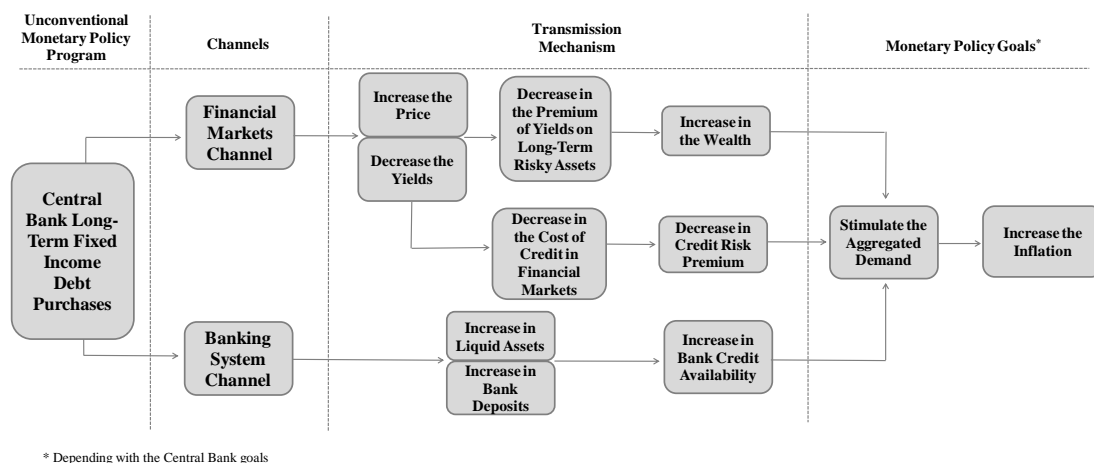 Unconventional
Monetary Policy
Program
Channels
Transmission
Mechanism
Monetary Policy Goals*
Central
Bank Long-
Term Fixed
Income
Debt
Purchases
Financial
Markets
Channel
Increase the
Price
Decrease the
Yields
Decrease in
the Premium
of Yields on
Long-Term
Risky Assets
Increase in
the Wealth
Decrease in
the Cost of
Credit in
Financial
Markets
Decrease in
Credit Risk
Premium
Stimulate the
Aggregated
Demand
Increase the
Inflation
Banking
System
Channel
Increase in
Liquid Assets
Increase in
Bank
Deposits
Increase in
Bank Credit
Availability
* Depending with the Central Bank goals